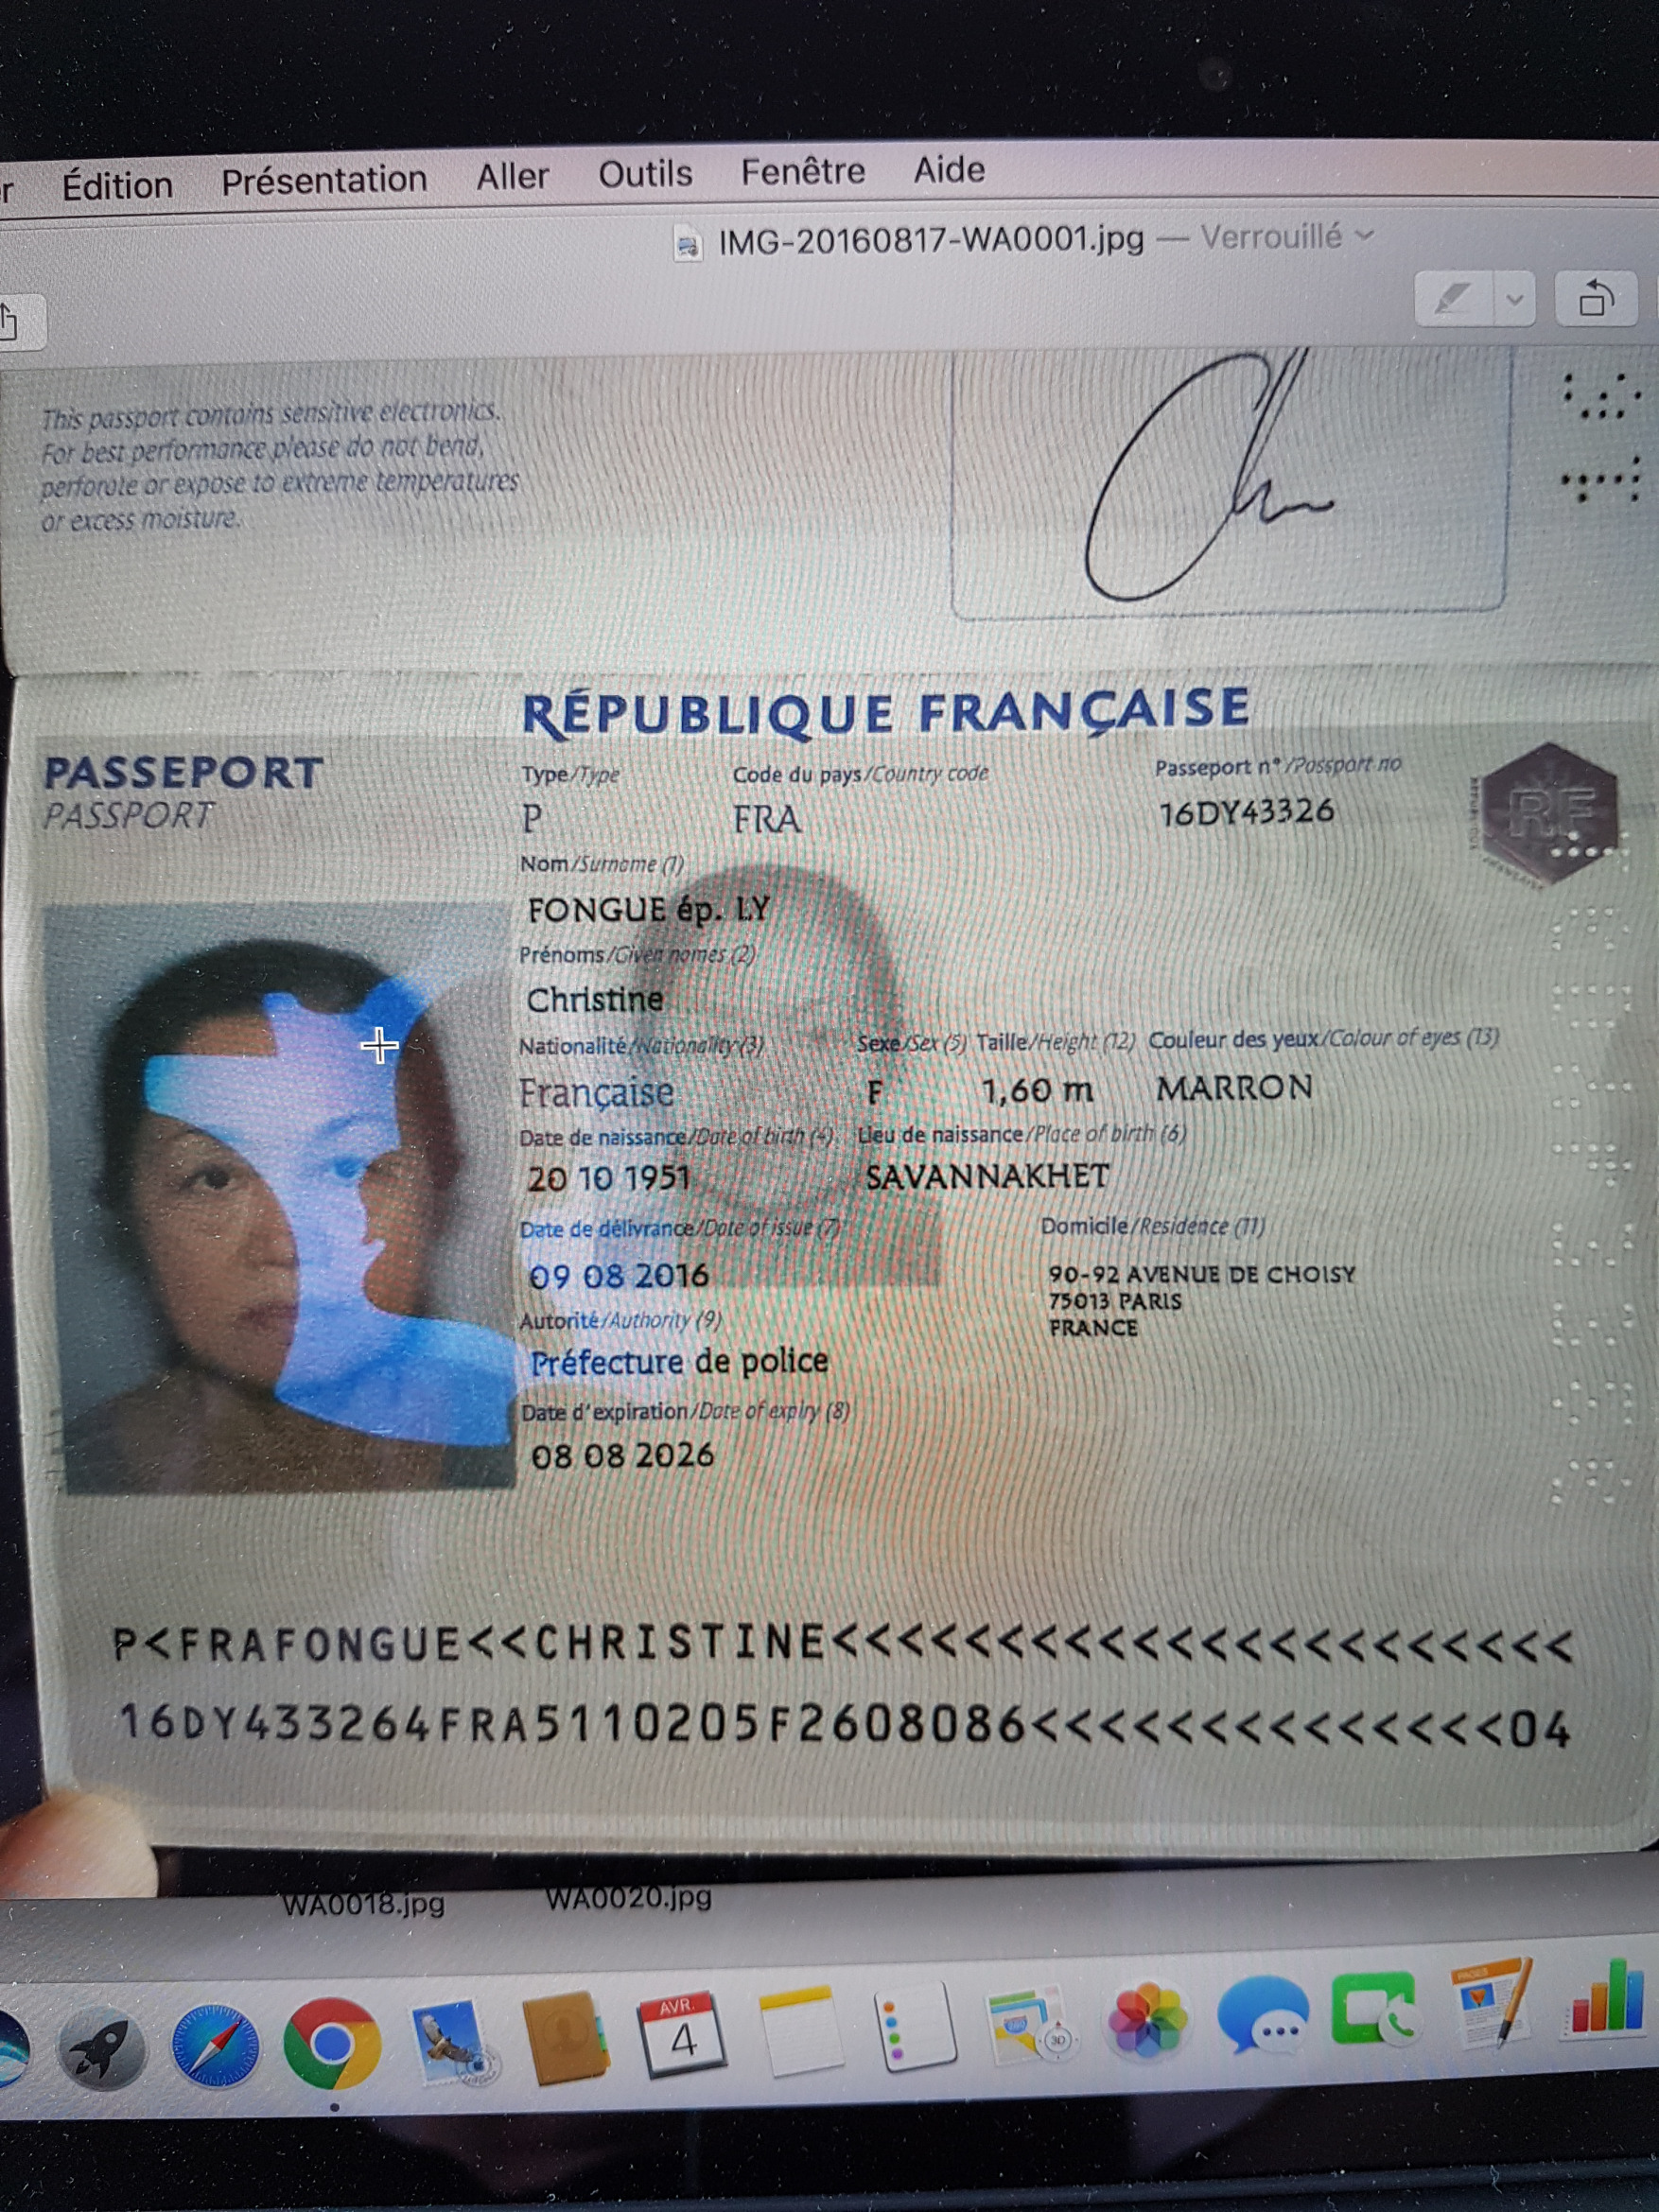 Édition Présentation Aller Outils Fenêtre Aide
IMG-20160817-WA0001.jpg — Verrouillé
This passport contains sensitive electronics.
For best performance please do not bend,
perforate or expose to extreme temperatures
or excess moisture.
RÉPUBLIQUE FRANÇAISE
PASSEPORT
PASSPORT
Type/Type Code du pays/Country code Passeport n°/Passport no
P FRA 16DY43326
RF
Nom/Surname (1)
FONGUE ép. LY
Prénoms/Given nomes (2)
Christine
Nationalité/Nationality (3) Sexe/Sex (5) Taille/Height (12) Couleur des yeux/Colour of eyes (13)
Française F 1,60 m MARRON
Date de naissance/Date of birth (4) Lieu de naissance/Place of birth (6)
20 10 1951 SAVANNAKHET
Date de délivrance/Date of issue (7) Domicile/Residence (11)
09 08 2016 90-92 AVENUE DE CHOISY
75013 PARIS
FRANCE
Autorité/Authority (9)
Préfecture de police
Date d'expiration/Date of expiry (8)
08 08 2026
P<FRAFONGUE<<CHRISTINE<<<<<<<<<<<<<<<<<<<<<<
16DY433264FRA5110205F2608086<<<<<<<<<<<<<<04
WA0018.jpg WA0020.jpg
AVR.
4
3D
PAGES